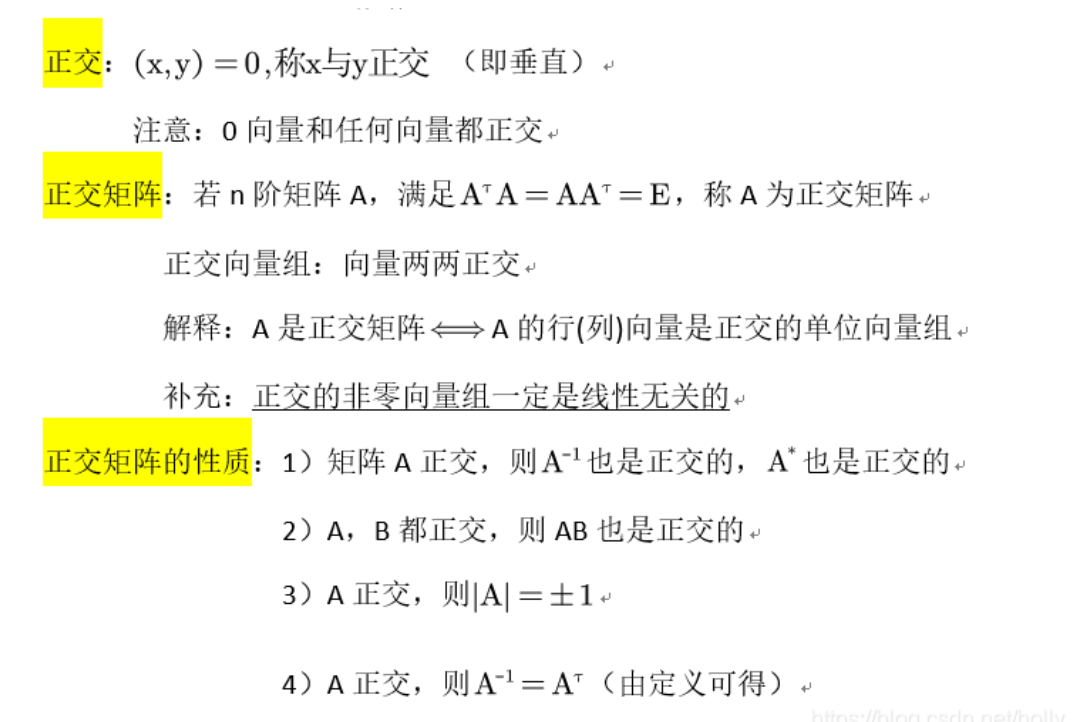 正交：(x,y)=0,称x与y正交 （即垂直）
注意：0 向量和任何向量都正交
正交矩阵：若 n 阶矩阵 A，满足 AᵀA=AAᵀ=E，称 A 为正交矩阵
正交向量组：向量两两正交
解释：A 是正交矩阵⟺A 的行(列)向量是正交的单位向量组
补充：正交的非零向量组一定是线性无关的
正交矩阵的性质：1）矩阵 A 正交，则 A⁻¹ 也是正交的，A* 也是正交的
2）A，B 都正交，则 AB 也是正交的
3）A 正交，则|A|=±1
4）A 正交，则 A⁻¹=Aᵀ（由定义可得）
https://blog.csdn.net/holly